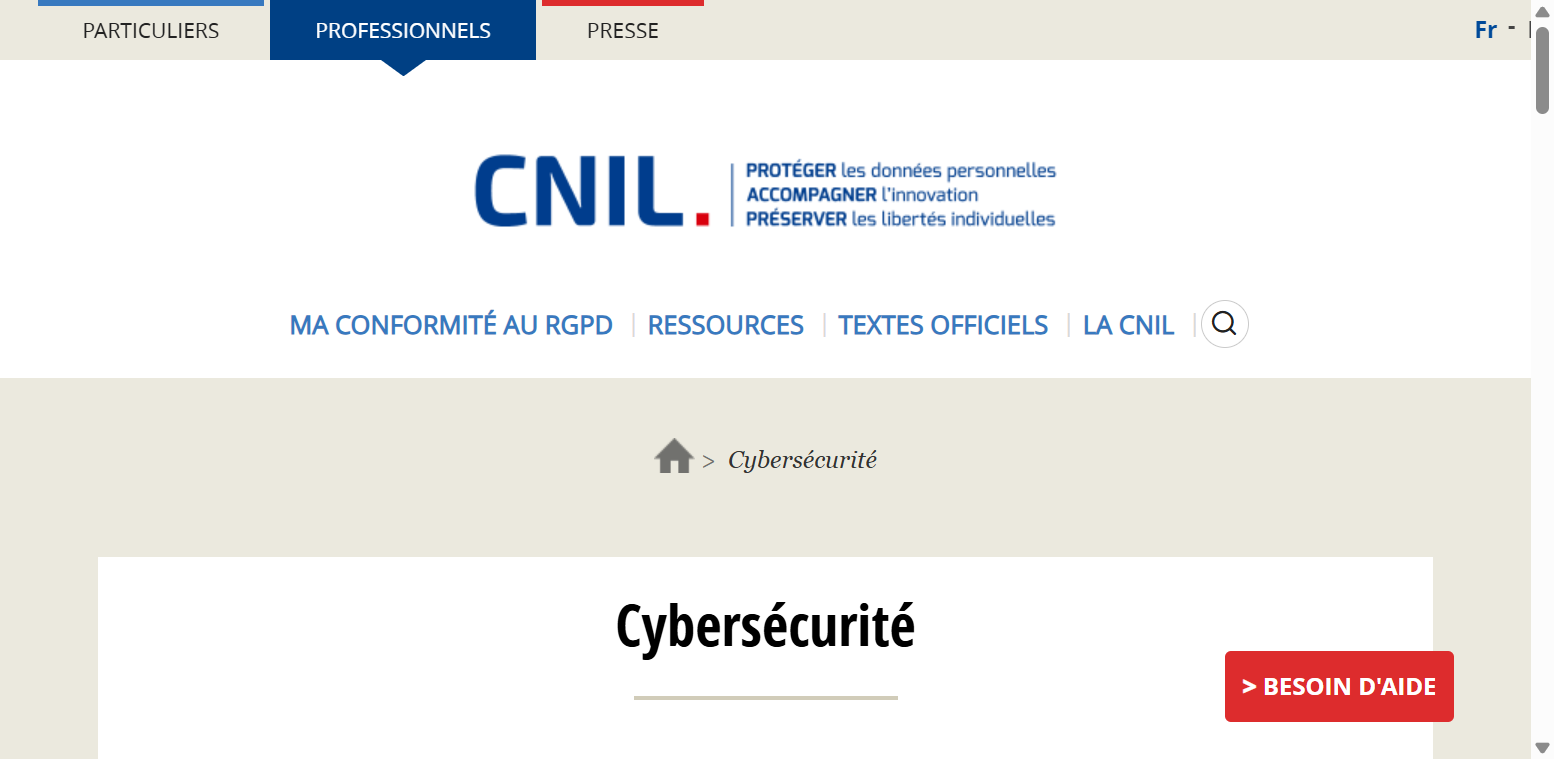 PARTICULIERS
PROFESSIONNELS
PRESSE
Fr -
CNIL.
PROTÉGER les données personnelles
ACCOMPAGNER l'innovation
PRÉSERVER les libertés individuelles
MA CONFORMITÉ AU RGPD
RESSOURCES
TEXTES OFFICIELS
LA CNIL
> Cybersécurité
Cybersécurité
> BESOIN D'AIDE